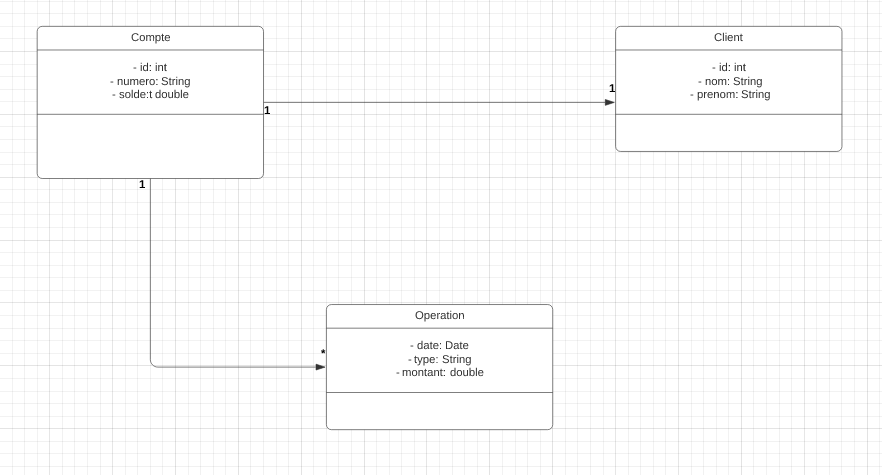 Compte
- id: int
- numero: String
- solde:t double
1
1
Client
- id: int
- nom: String
- prenom: String
1
*
Operation
- date: Date
- type: String
- montant: double